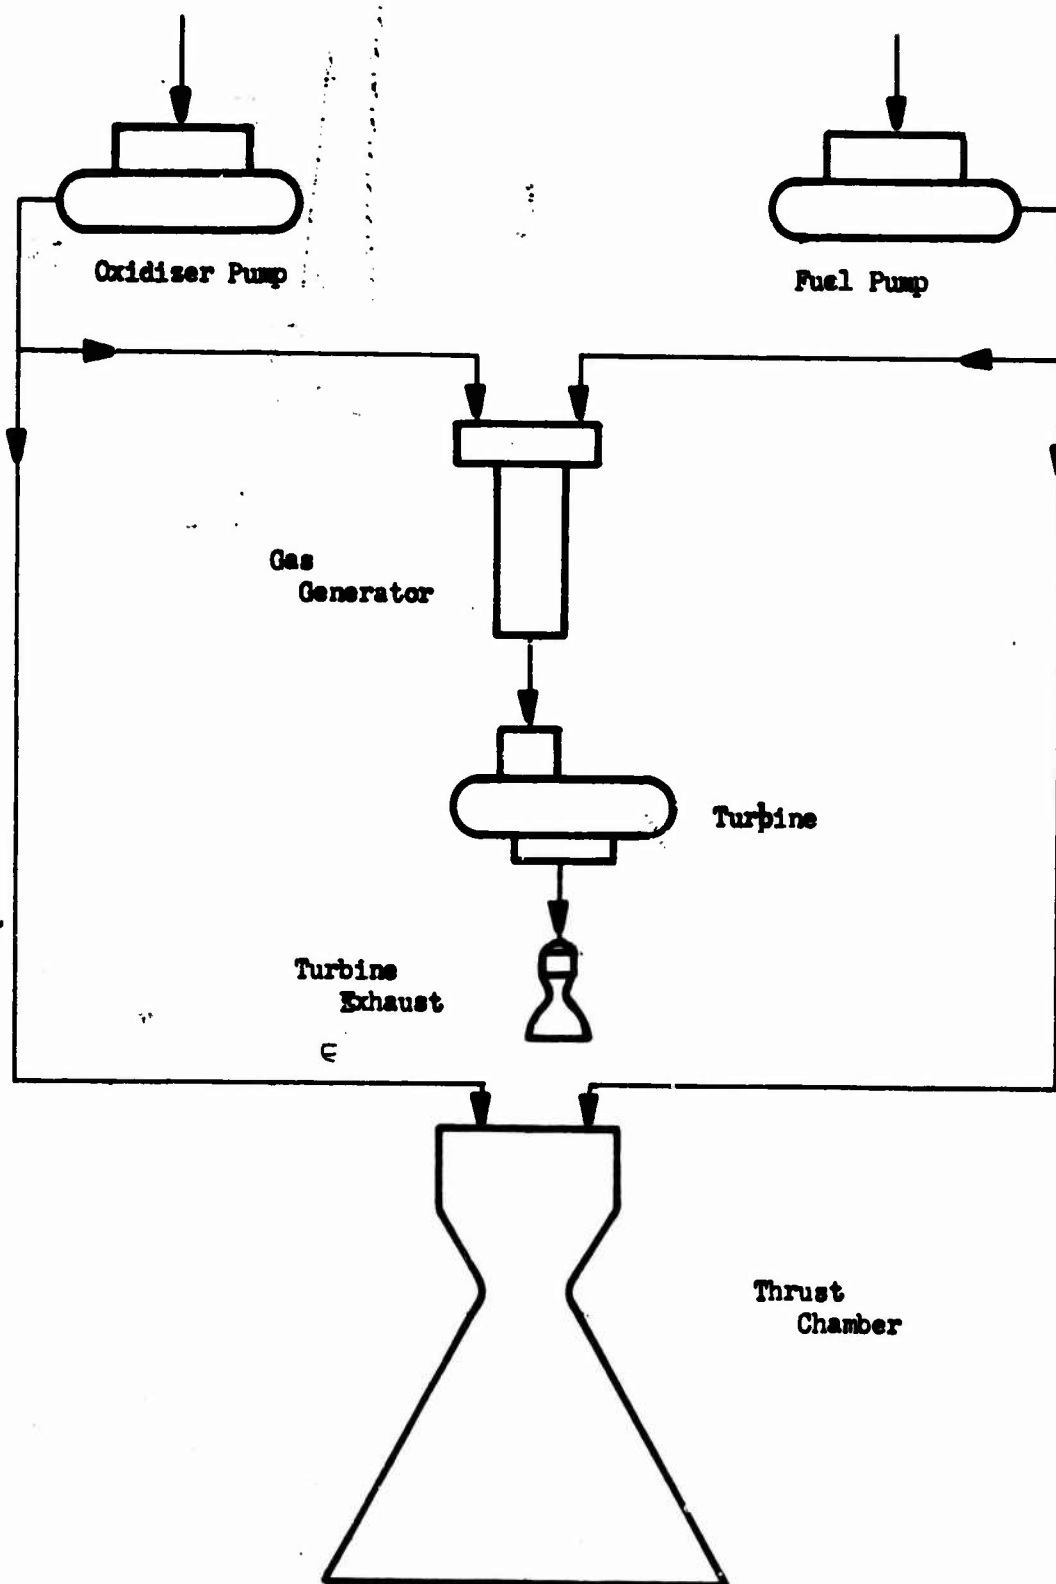 Oxidizer Pump
Fuel Pump
Gas
Generator
Turbine
Turbine
Exhaust
Thrust
Chamber